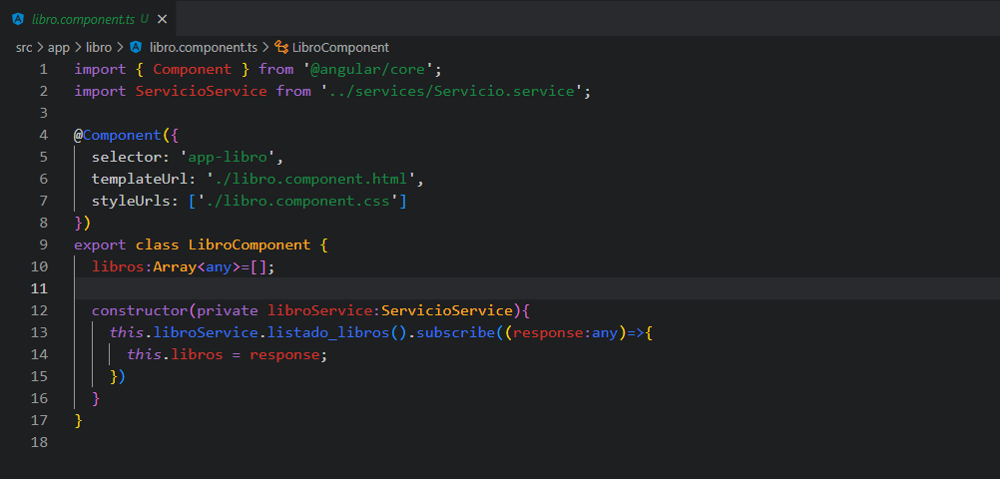 libro.component.ts U ×
src > app > libro > libro.component.ts > LibroComponent
1 import { Component } from '@angular/core';
2 import ServicioService from '../services/Servicio.service';
3
4 @Component({
5   selector: 'app-libro',
6   templateUrl: './libro.component.html',
7   styleUrls: ['./libro.component.css']
8 })
9 export class LibroComponent {
10   libros:Array<any>=[];
11
12   constructor(private libroService:ServicioService){
13     this.libroService.listado_libros().subscribe((response:any)=>{
14       this.libros = response;
15     })
16   }
17 }
18